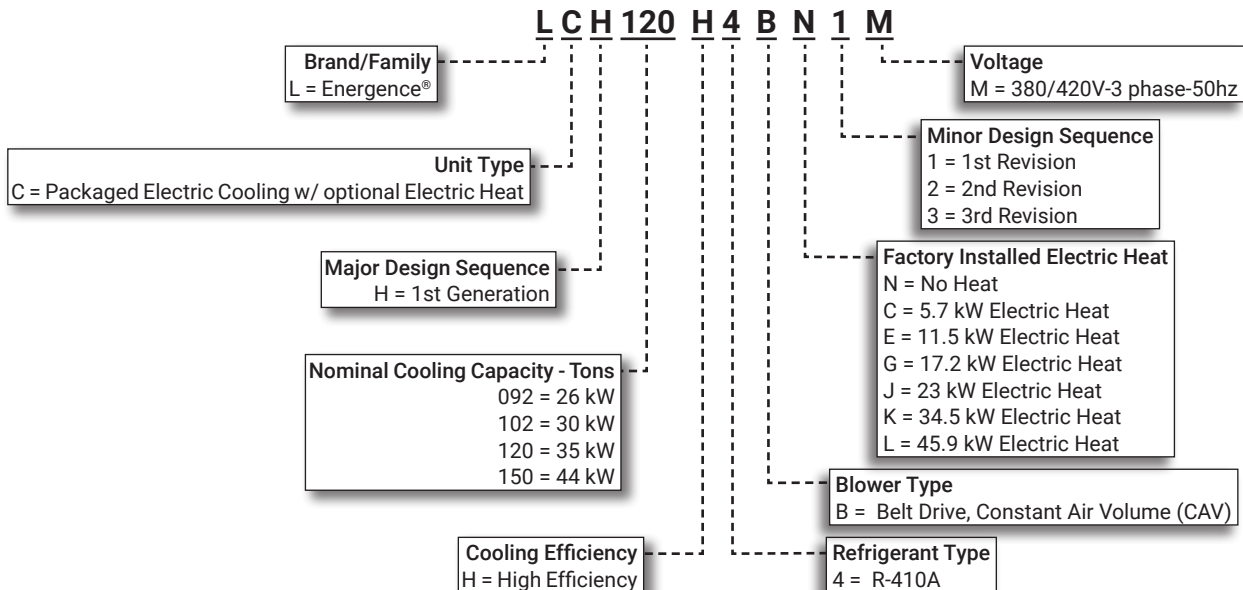 L C H 120 H 4 B N 1 M
Brand/Family
L = Energence®
Voltage
M = 380/420V-3 phase-50hz
Unit Type
C = Packaged Electric Cooling w/ optional Electric Heat
Minor Design Sequence
1 = 1st Revision
2 = 2nd Revision
3 = 3rd Revision
Major Design Sequence
H = 1st Generation
Factory Installed Electric Heat
N = No Heat
C = 5.7 kW Electric Heat
E = 11.5 kW Electric Heat
G = 17.2 kW Electric Heat
J = 23 kW Electric Heat
K = 34.5 kW Electric Heat
L = 45.9 kW Electric Heat
Nominal Cooling Capacity - Tons
092 = 26 kW
102 = 30 kW
120 = 35 kW
150 = 44 kW
Blower Type
B = Belt Drive, Constant Air Volume (CAV)
Cooling Efficiency
H = High Efficiency
Refrigerant Type
4 = R-410A